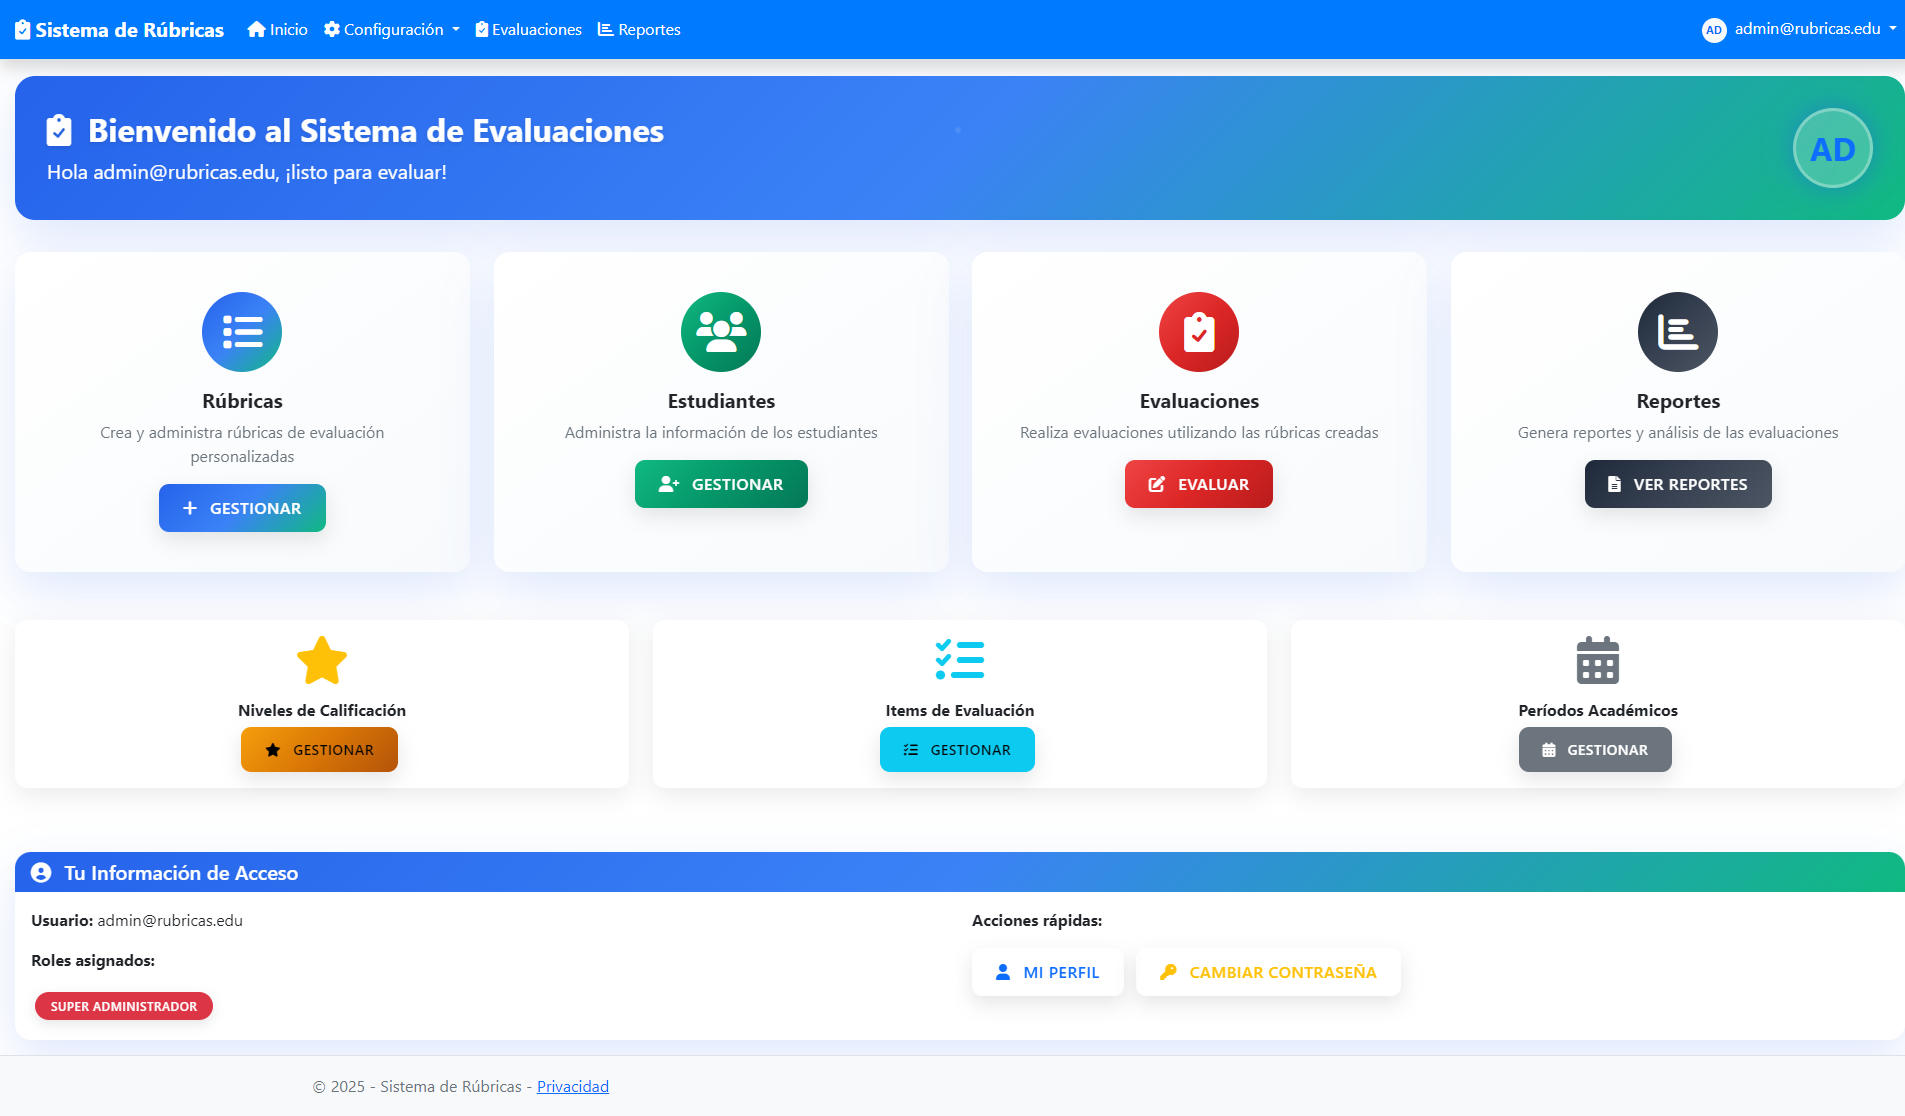 Sistema de Rúbricas Inicio Configuración Evaluaciones Reportes AD admin@rubricas.edu
Bienvenido al Sistema de Evaluaciones
Hola admin@rubricas.edu, ¡listo para evaluar!
AD
Rúbricas
Crea y administra rúbricas de evaluación
personalizadas
GESTIONAR
Estudiantes
Administra la información de los estudiantes
GESTIONAR
Evaluaciones
Realiza evaluaciones utilizando las rúbricas creadas
EVALUAR
Reportes
Genera reportes y análisis de las evaluaciones
VER REPORTES
Niveles de Calificación
GESTIONAR
Items de Evaluación
GESTIONAR
Períodos Académicos
GESTIONAR
Tu Información de Acceso
Usuario: admin@rubricas.edu
Roles asignados:
SUPER ADMINISTRADOR
Acciones rápidas:
MI PERFIL
CAMBIAR CONTRASEÑA
© 2025 - Sistema de Rúbricas - Privacidad